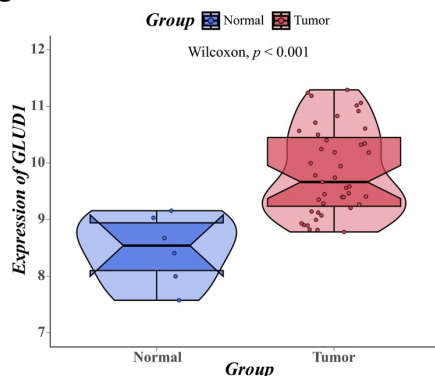 Group Normal Tumor
Wilcoxon, p < 0.001
12
11
10
9
8
7
Expression of GLUD1
Normal Tumor
Group